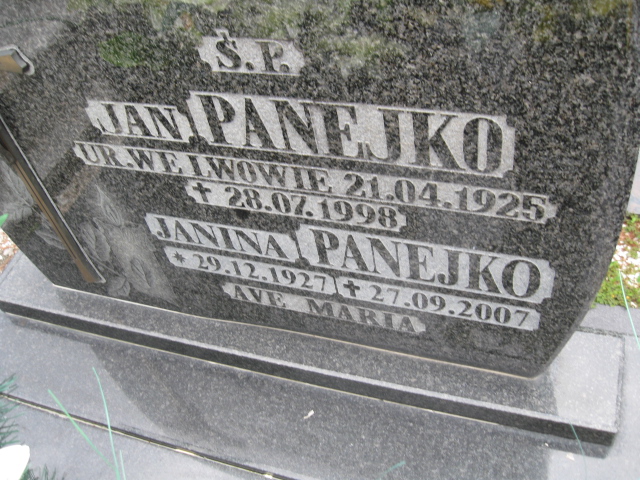 Ś.P.
JAN PANEJKO
UR.WE LWOWIE 21.04.1925
✝ 28.07.1998
JANINA PANEJKO
* 29.12.1927 ✝ 27.09.2007
AVE MARIA